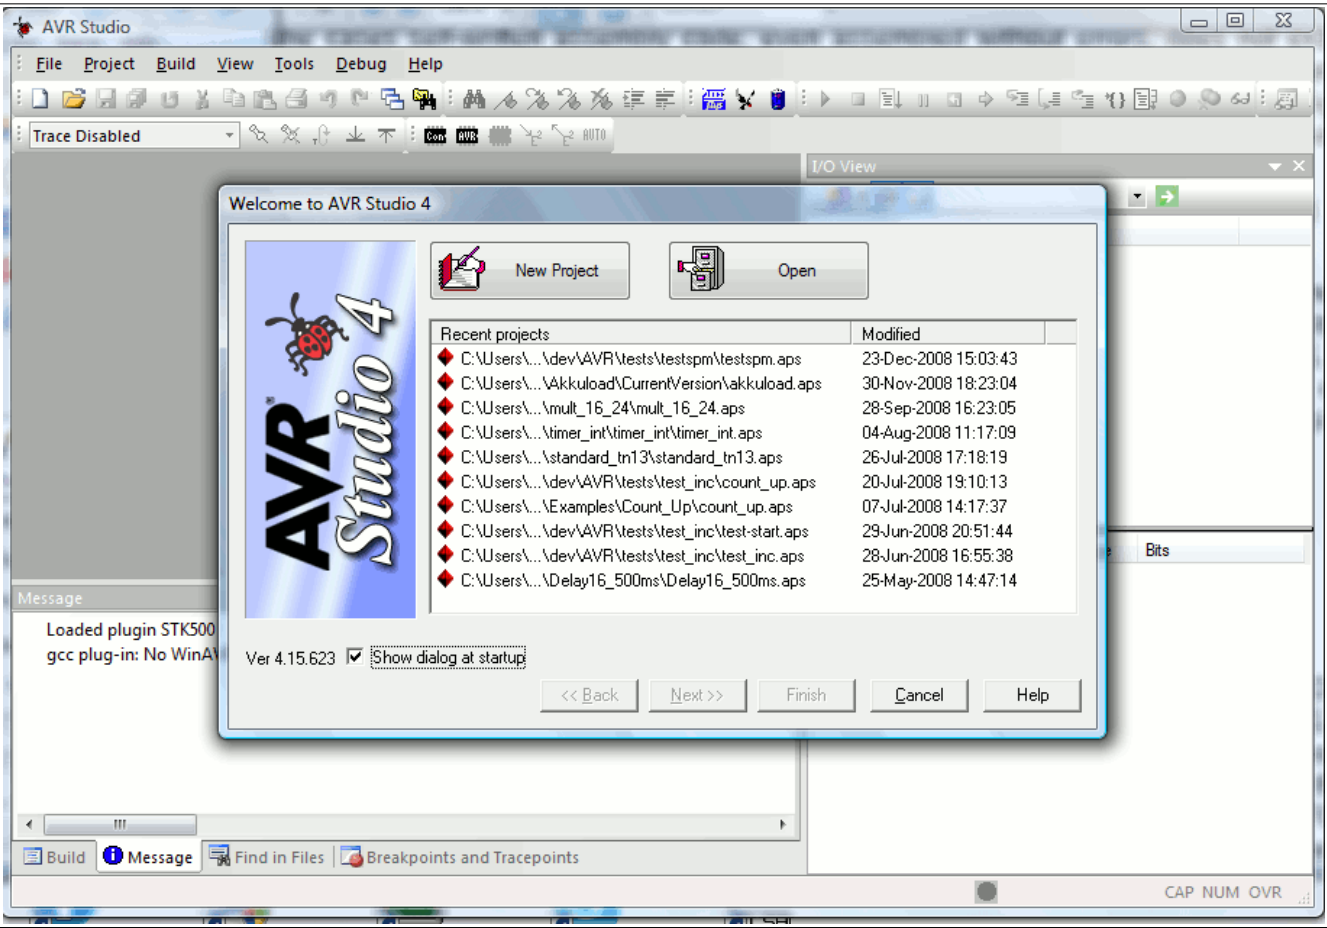 AVR Studio
File Project Build View Tools Debug Help
Trace Disabled
Con AVR AUTO
I/O View
Welcome to AVR Studio 4
AVR Studio 4
New Project Open
Recent projects Modified
C:\Users\...\dev\AVR\tests\testspm\testspm.aps 23-Dec-2008 15:03:43
C:\Users\...\Akkuload\CurrentVersion\akkuload.aps 30-Nov-2008 18:23:04
C:\Users\...\mult_16_24\mult_16_24.aps 28-Sep-2008 16:23:05
C:\Users\...\timer_int\timer_int\timer_int.aps 04-Aug-2008 11:17:09
C:\Users\...\standard_tn13\standard_tn13.aps 26-Jul-2008 17:18:19
C:\Users\...\dev\AVR\tests\test_inc\count_up.aps 20-Jul-2008 19:10:13
C:\Users\...\Examples\Count_Up\count_up.aps 07-Jul-2008 14:17:37
C:\Users\...\dev\AVR\tests\test_inc\test-start.aps 29-Jun-2008 20:51:44
C:\Users\...\dev\AVR\tests\test_inc\test_inc.aps 28-Jun-2008 16:55:38
C:\Users\...\Delay16_500ms\Delay16_500ms.aps 25-May-2008 14:47:14
Bits
Message
Loaded plugin STK500
gcc plug-in: No WinAV
Ver 4.15.623 Show dialog at startup
<< Back Next >> Finish Cancel Help
Build Message Find in Files Breakpoints and Tracepoints
CAP NUM OVR